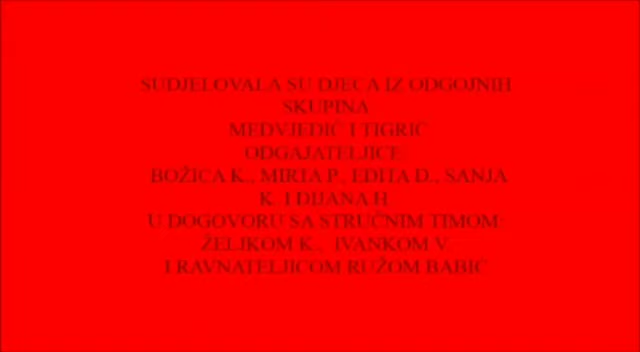 SUDJELOVALA SU DJECA IZ ODGOJNIH
SKUPINA
MEDVJEDIĆ I TIGRIĆ
ODGAJATELJICE:
BOŽICA K., MIRTA P., EDITA D., SANJA
K. I DIJANA H.
U DOGOVORU SA STRUČNIM TIMOM:
ŽELIKOM K., IVANKOM V.
I RAVNATELJICOM RUŽOM BABIĆ